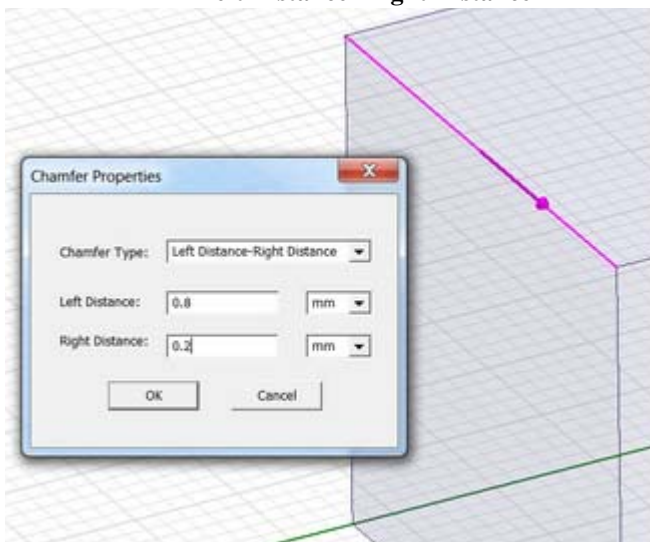 Chamfer Properties
Chamfer Type: Left Distance-Right Distance
Left Distance: 0.8 mm
Right Distance: 0.2 mm
OK Cancel